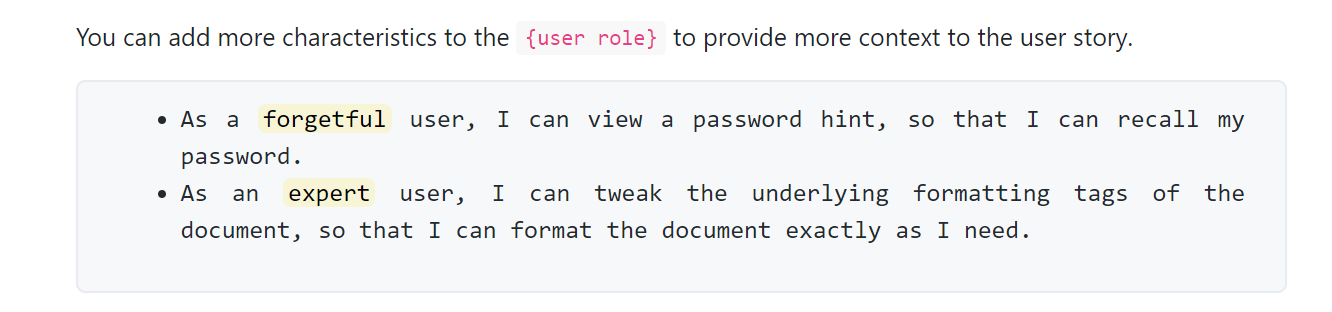 You can add more characteristics to the {user role} to provide more context to the user story.
• As a forgetful user, I can view a password hint, so that I can recall my
password.
• As an expert user, I can tweak the underlying formatting tags of the
document, so that I can format the document exactly as I need.